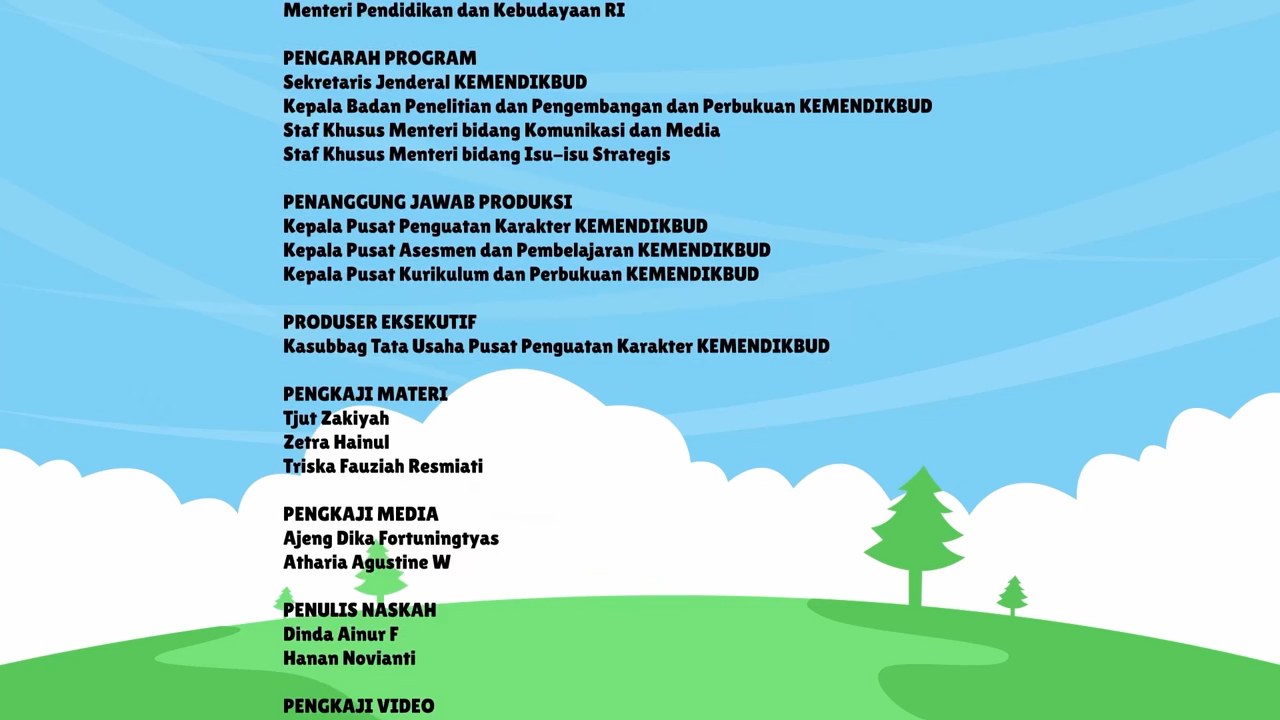 Menteri Pendidikan dan Kebudayaan RI
PENGARAH PROGRAM
Sekretaris Jenderal KEMENDIKBUD
Kepala Badan Penelitian dan Pengembangan dan Perbukuan KEMENDIKBUD
Staf Khusus Menteri bidang Komunikasi dan Media
Staf Khusus Menteri bidang Isu-isu Strategis
PENANGGUNG JAWAB PRODUKSI
Kepala Pusat Penguatan Karakter KEMENDIKBUD
Kepala Pusat Asesmen dan Pembelajaran KEMENDIKBUD
Kepala Pusat Kurikulum dan Perbukuan KEMENDIKBUD
PRODUSER EKSEKUTIF
Kasubbag Tata Usaha Pusat Penguatan Karakter KEMENDIKBUD
PENGKAJI MATERI
Tjut Zakiyah
Zetra Hainul
Triska Fauziah Resmiati
PENGKAJI MEDIA
Ajeng Dika Fortuningtyas
Atharia Agustine W
PENULIS NASKAH
Dinda Ainur F
Hanan Novianti
PENGKAJI VIDEO